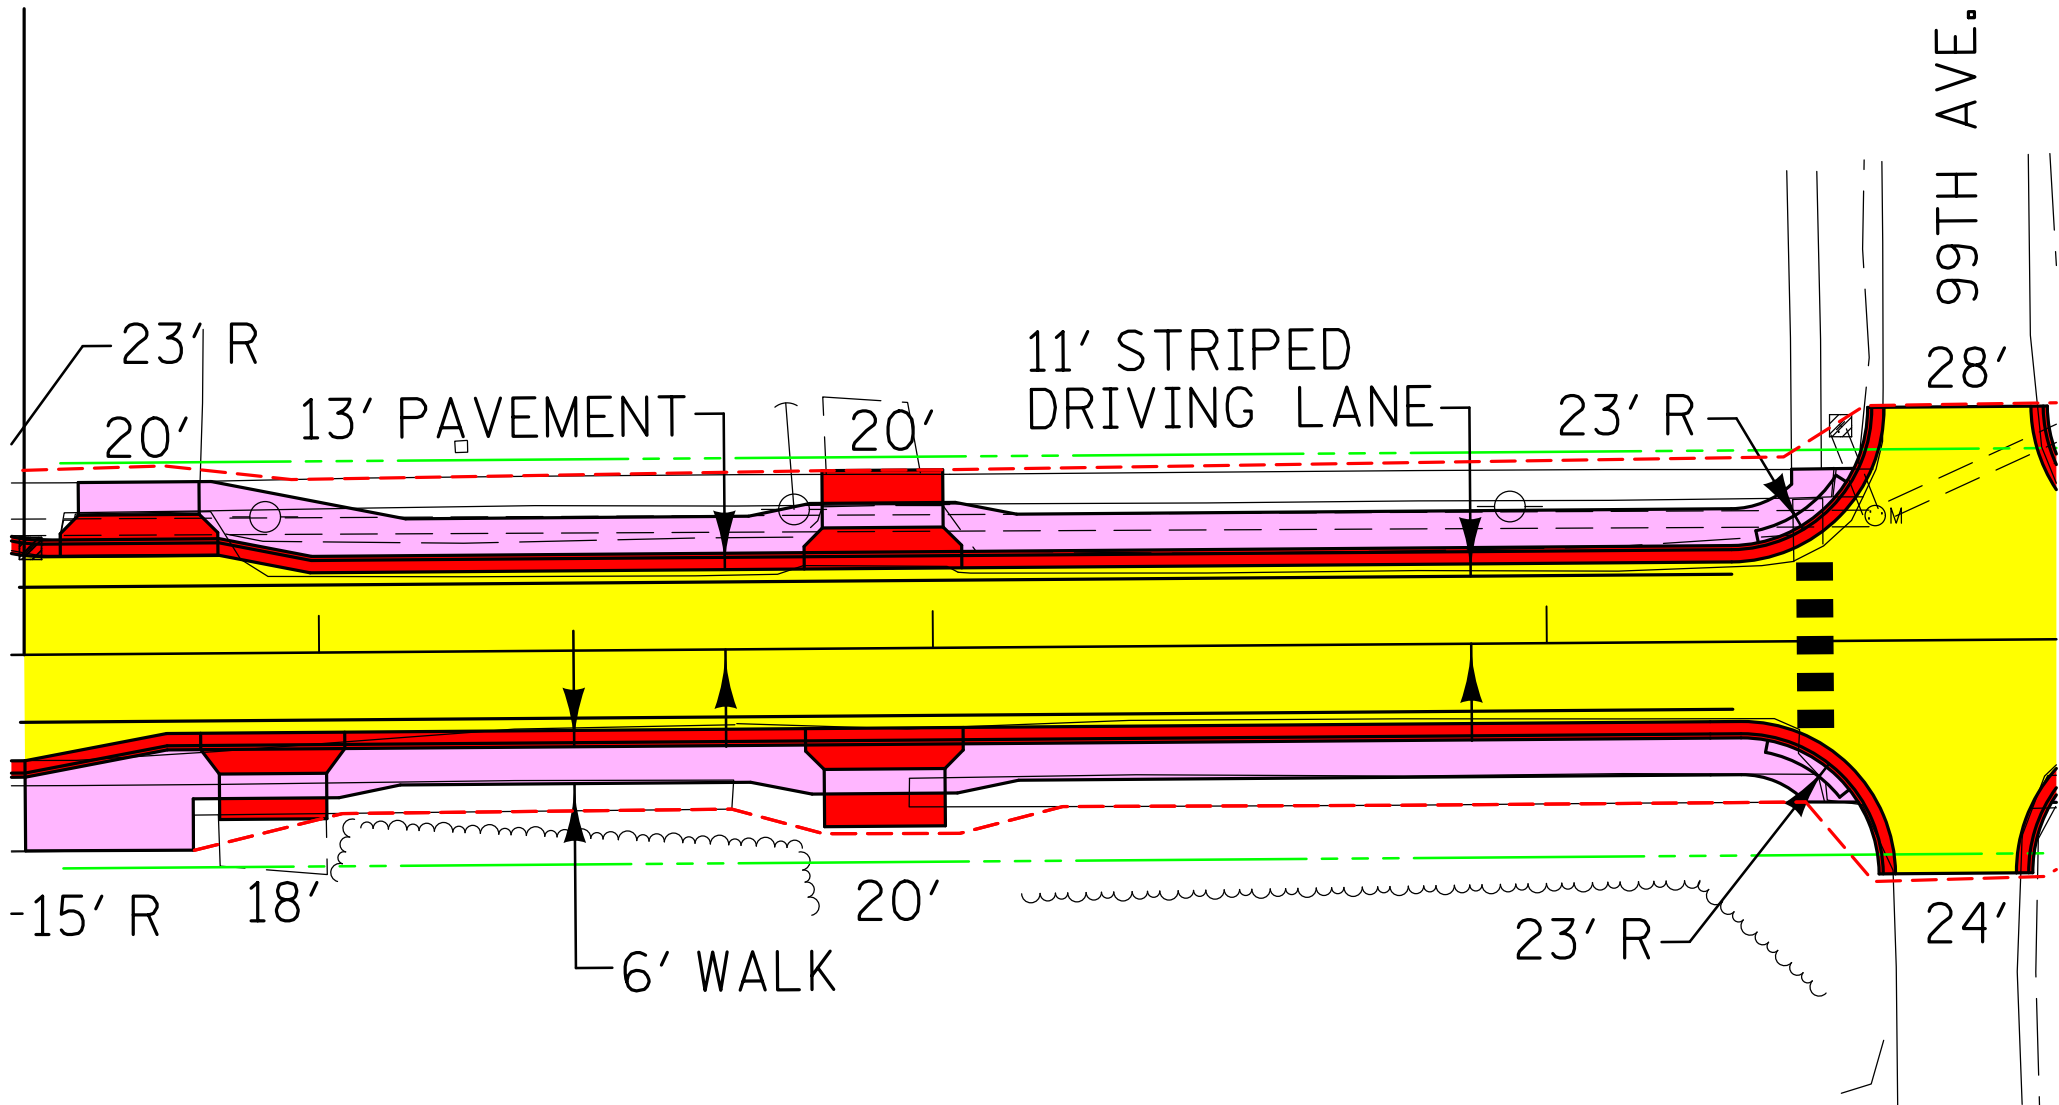 99TH AVE.
23' R
20'
13' PAVEMENT
20'
11' STRIPED
DRIVING LANE
23' R
28'
M
-15' R
18'
20'
6' WALK
23' R
24'